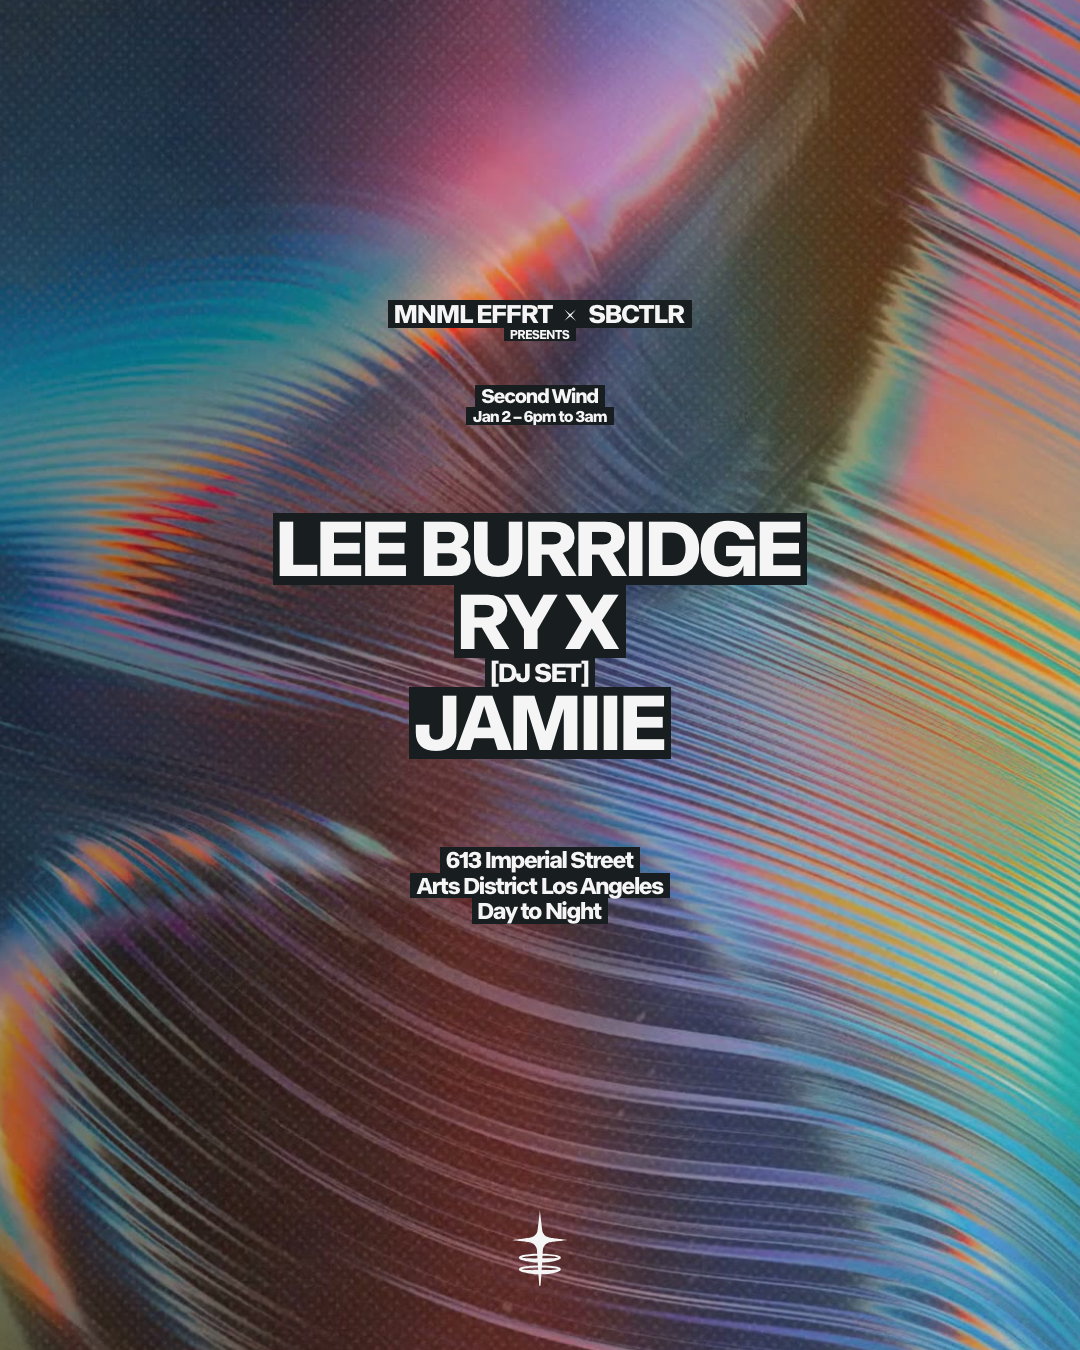 MNML EFFRT × SBCTLR
PRESENTS
Second Wind
Jan 2 – 6pm to 3am
LEE BURRIDGE
RY X
[DJ SET]
JAMIIE
613 Imperial Street
Arts District Los Angeles
Day to Night